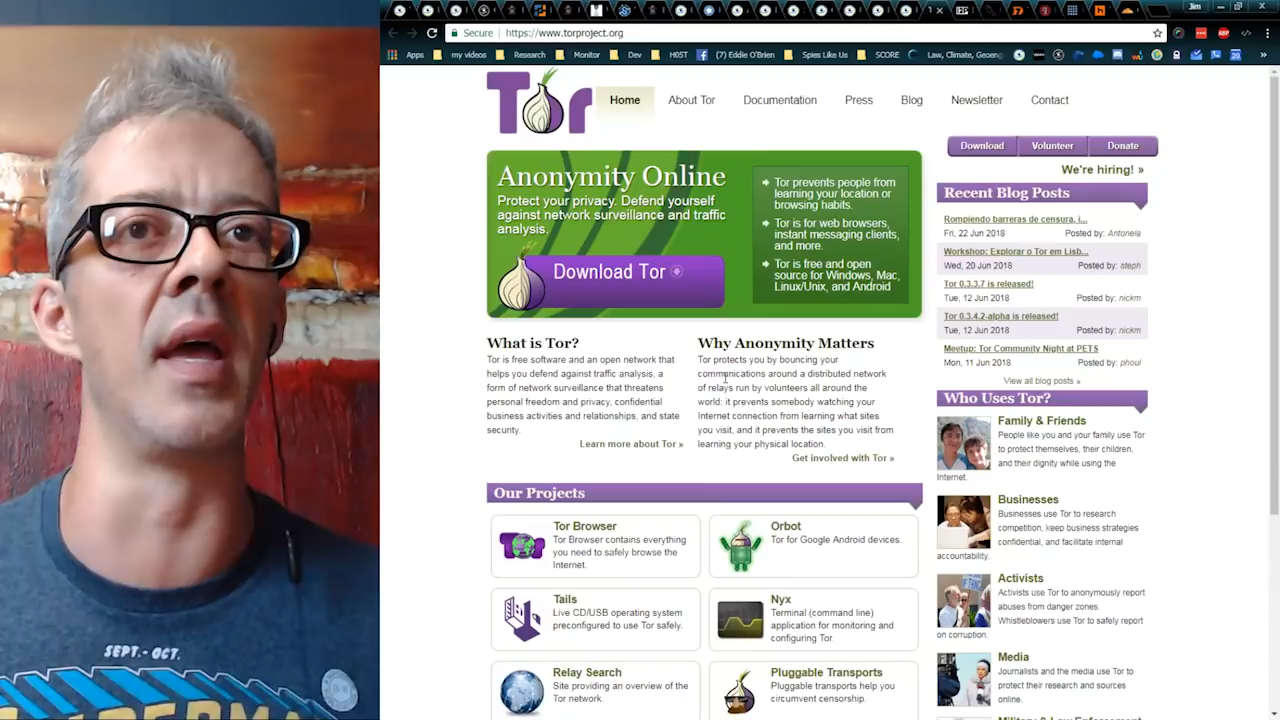 Jim
Secure
https://www.torproject.org
Apps
my videos
Research
Monitor
Dev
H05T
(7) Eddie O'Brien
Spies Like Us
SCORE
Law, Climate, Geoeng
20
»
Tor
Home
About Tor
Documentation
Press
Blog
Newsletter
Contact
Download
Volunteer
Donate
We're hiring! »
Anonymity Online
Protect your privacy. Defend yourself
against network surveillance and traffic
analysis.
Download Tor
Tor prevents people from
learning your location or
browsing habits.
Tor is for web browsers,
instant messaging clients,
and more.
Tor is free and open
source for Windows, Mac,
Linux/Unix, and Android
What is Tor?
Tor is free software and an open network that
helps you defend against traffic analysis, a
form of network surveillance that threatens
personal freedom and privacy, confidential
business activities and relationships, and state
security.
Learn more about Tor »
Why Anonymity Matters
Tor protects you by bouncing your
communications around a distributed network
of relays run by volunteers all around the
world: it prevents somebody watching your
Internet connection from learning what sites
you visit, and it prevents the sites you visit from
learning your physical location.
Get involved with Tor »
Our Projects
Tor Browser
Tor Browser contains everything
you need to safely browse the
Internet.
Orbot
Tor for Google Android devices.
Tails
Live CD/USB operating system
preconfigured to use Tor safely.
Nyx
Terminal (command line)
application for monitoring and
configuring Tor.
Relay Search
Site providing an overview of the
Tor network.
Pluggable Transports
Pluggable transports help you
circumvent censorship.
Recent Blog Posts
Rompiendo barreras de censura, i...
Fri, 22 Jun 2018 Posted by: Antonela
Workshop: Explorar o Tor em Lisb...
Wed, 20 Jun 2018 Posted by: steph
Tor 0.3.3.7 is released!
Tue, 12 Jun 2018 Posted by: nickm
Tor 0.3.4.2-alpha is released!
Tue, 12 Jun 2018 Posted by: nickm
Meetup: Tor Community Night at PETS
Mon, 11 Jun 2018 Posted by: phoul
View all blog posts »
Who Uses Tor?
Family & Friends
People like you and your family use Tor
to protect themselves, their children,
and their dignity while using the
Internet.
Businesses
Businesses use Tor to research
competition, keep business strategies
confidential, and facilitate internal
accountability.
Activists
Activists use Tor to anonymously report
abuses from danger zones.
Whistleblowers use Tor to safely report
on corruption.
Media
Journalists and the media use Tor to
protect their research and sources
online.
SEPT.-OCT.